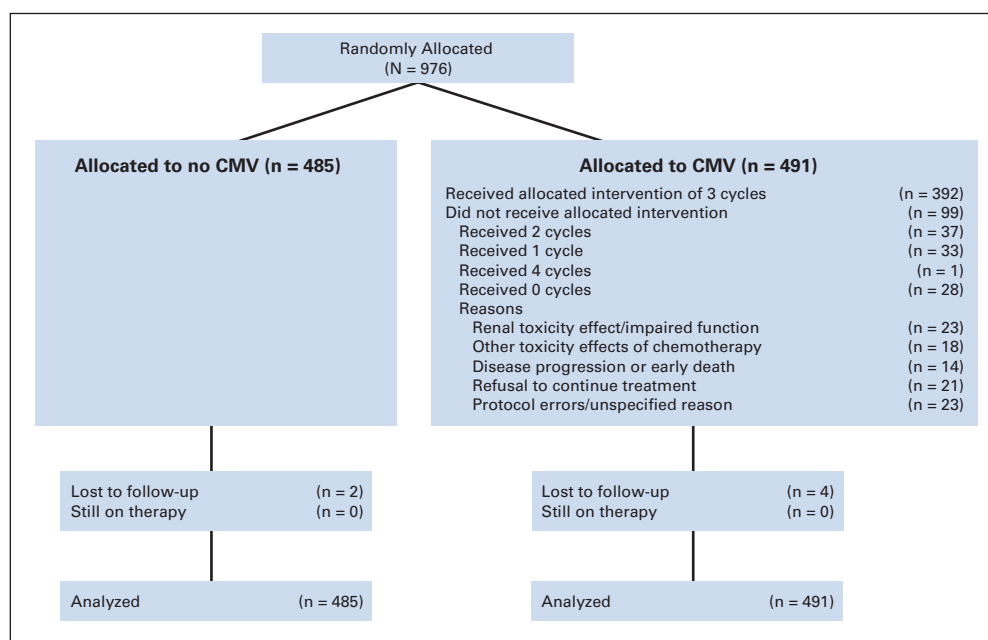 Randomly Allocated
(N = 976)
Allocated to no CMV (n = 485)
Allocated to CMV (n = 491)
Received allocated intervention of 3 cycles (n = 392)
Did not receive allocated intervention (n = 99)
Received 2 cycles (n = 37)
Received 1 cycle (n = 33)
Received 4 cycles (n = 1)
Received 0 cycles (n = 28)
Reasons
Renal toxicity effect/impaired function (n = 23)
Other toxicity effects of chemotherapy (n = 18)
Disease progression or early death (n = 14)
Refusal to continue treatment (n = 21)
Protocol errors/unspecified reason (n = 23)
Lost to follow-up (n = 2)
Still on therapy (n = 0)
Lost to follow-up (n = 4)
Still on therapy (n = 0)
Analyzed (n = 485)
Analyzed (n = 491)